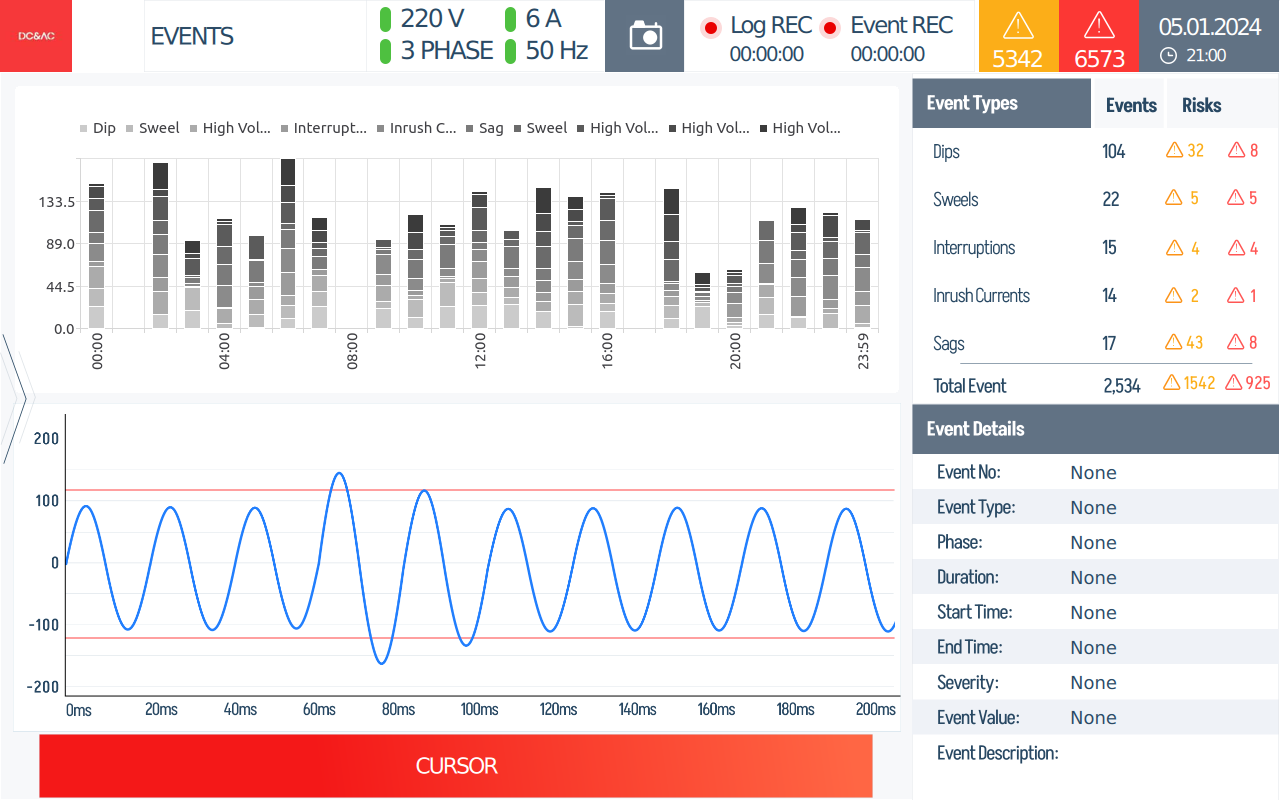 DC&AC
EVENTS
220 V
6 A
3 PHASE
50 Hz
Log REC
Event REC
00:00:00
00:00:00
5342
6573
05.01.2024
21:00
Dip Sweel High Vol... Interrupt... Inrush C... Sag Sweel High Vol... High Vol... High Vol...
133.5
89.0
44.5
0.0
00:00 04:00 08:00 12:00 16:00 20:00 23:59
200
100
0
-100
-200
0ms 20ms 40ms 60ms 80ms 100ms 120ms 140ms 160ms 180ms 200ms
CURSOR
Event Types Events Risks
Dips 104 32 8
Sweels 22 5 5
Interruptions 15 4 4
Inrush Currents 14 2 1
Sags 17 43 8
Total Event 2,534 1542 925
Event Details
Event No: None
Event Type: None
Phase: None
Duration: None
Start Time: None
End Time: None
Severity: None
Event Value: None
Event Description: